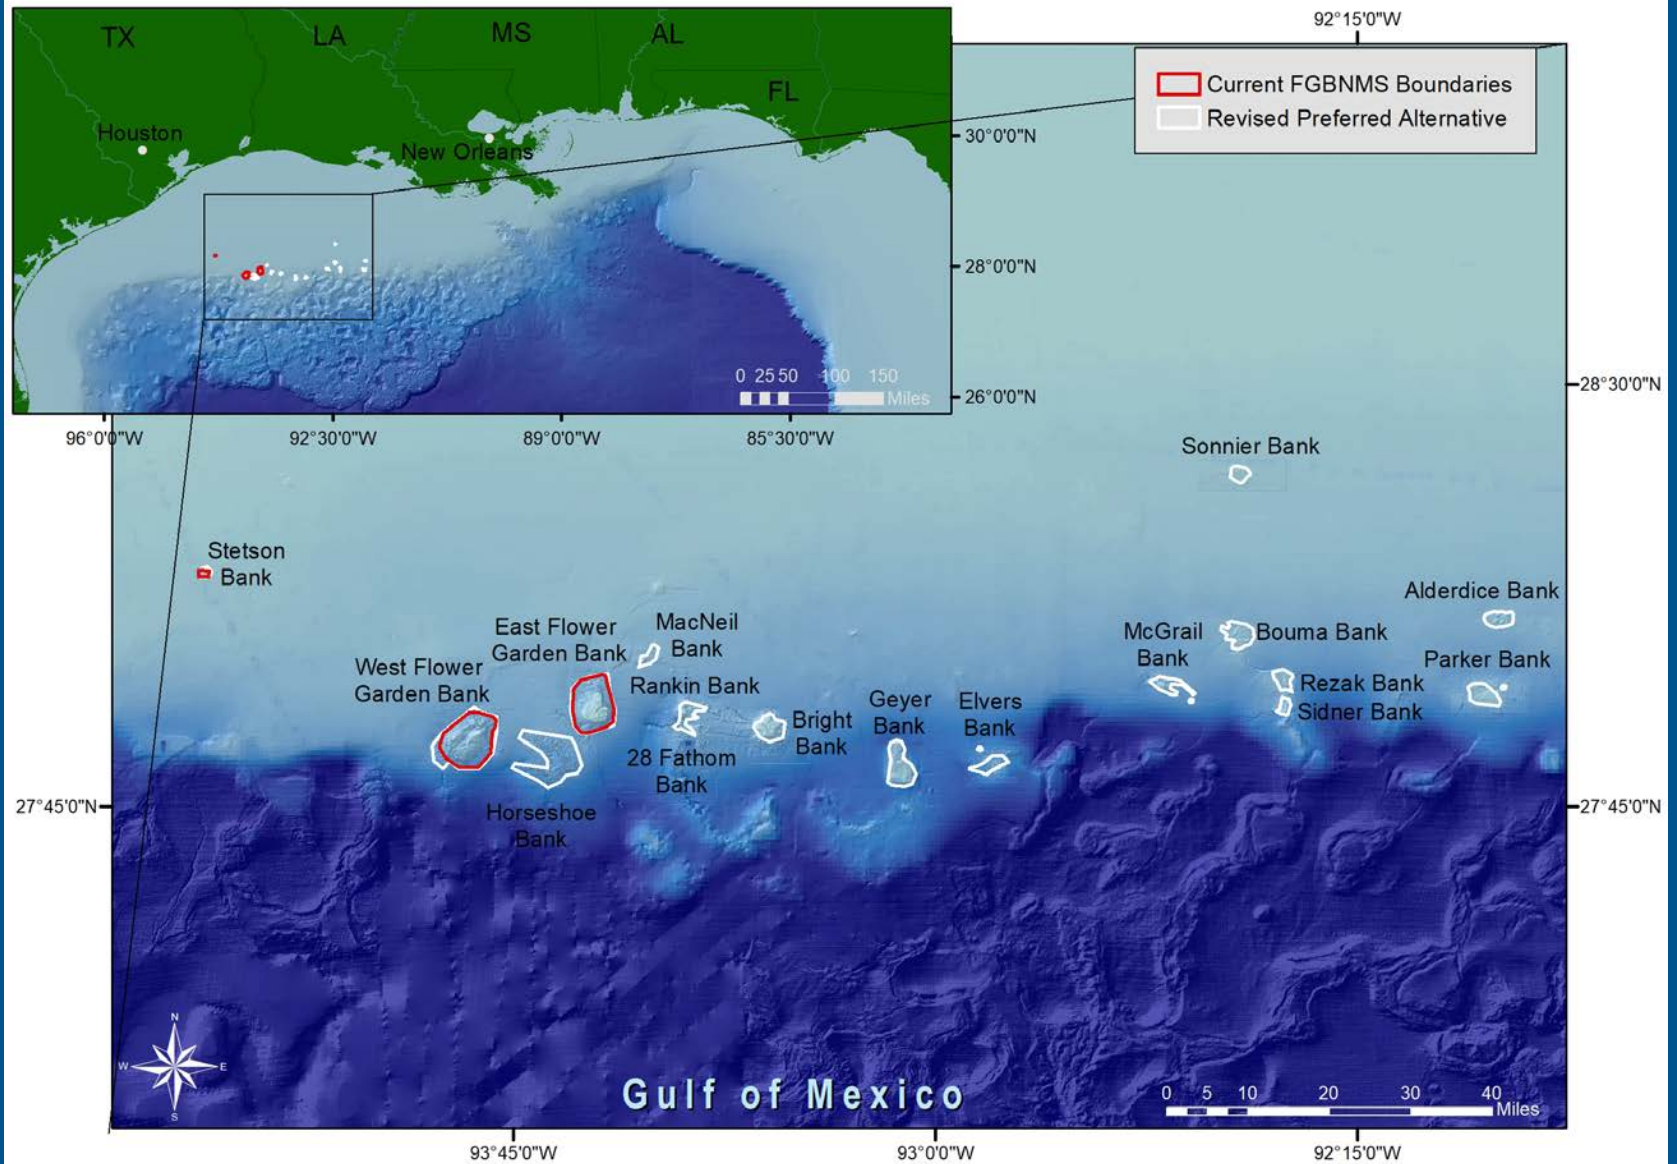 TX
LA
MS
AL
FL
Houston
New Orleans
0 25 50 100 150
Miles
30°0'0"N
28°0'0"N
26°0'0"N
96°0'0"W
92°30'0"W
89°0'0"W
85°30'0"W
92°15'0"W
Current FGBNMS Boundaries
Revised Preferred Alternative
28°30'0"N
Sonnier Bank
Stetson
Bank
Alderdice Bank
East Flower
Garden Bank
MacNeil
Bank
McGrail
Bank
Bouma Bank
West Flower
Garden Bank
Rankin Bank
Parker Bank
Rezak Bank
Sidner Bank
Geyer
Bank
Elvers
Bank
Bright
Bank
28 Fathom
Bank
Horseshoe
Bank
27°45'0"N
27°45'0"N
N
W
E
S
Gulf of Mexico
0 5 10 20 30 40
Miles
93°45'0"W
93°0'0"W
92°15'0"W